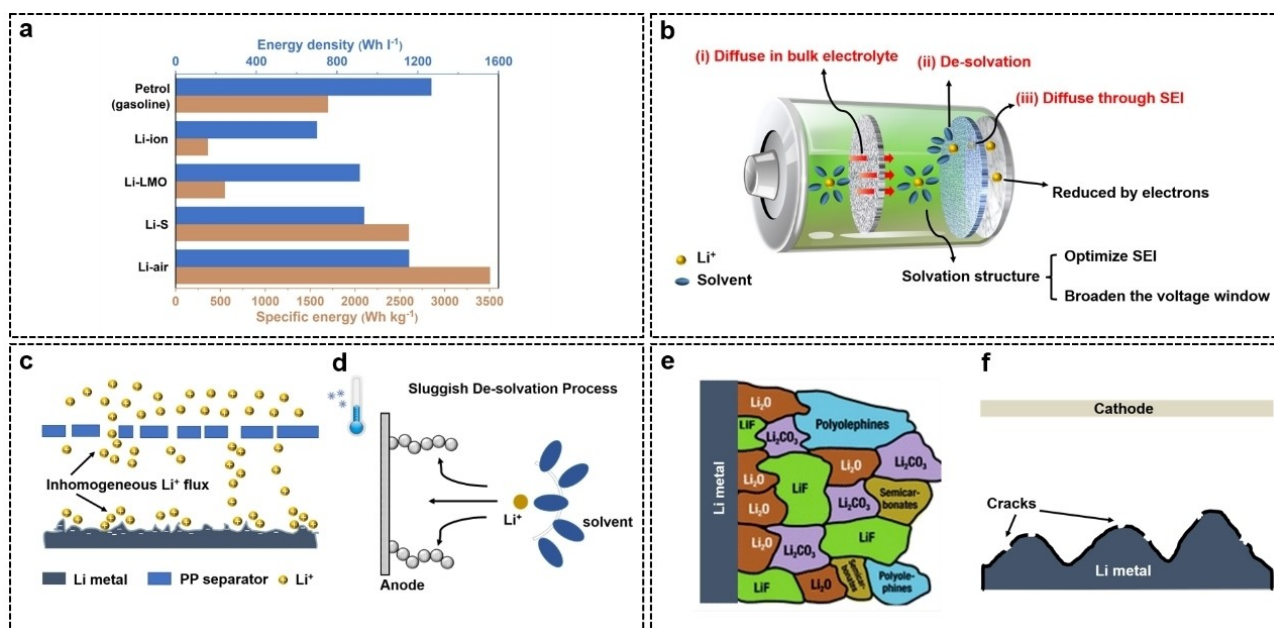 a
Energy density (Wh l⁻¹)
0 400 800 1200 1600
Petrol
(gasoline)
Li-ion
Li-LMO
Li-S
Li-air
0 500 1000 1500 2000 2500 3000 3500
Specific energy (Wh kg⁻¹)
b
(i) Diffuse in bulk electrolyte
(ii) De-solvation
(iii) Diffuse through SEI
Reduced by electrons
Li⁺
Solvent
Solvation structure
Optimize SEI
Broaden the voltage window
c
Inhomogeneous Li⁺ flux
Li metal
PP separator
Li⁺
d
Sluggish De-solvation Process
Li⁺
solvent
Anode
e
Li metal
Li₂O
LiF
Li₂CO₃
Polyolephines
Li₂O
Li₂O
Li₂CO₃
LiF
Li₂O
Li₂CO₃
Semicar-
bonates
Li₂O
Li₂CO₃
LiF
LiF
Li₂O
Semicar-
bonates
Polyole-
phines
f
Cathode
Cracks
Li metal